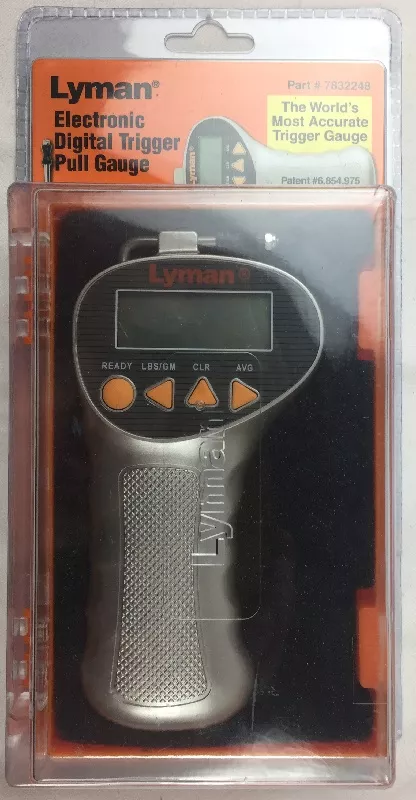 Lyman®
Part # 7832248
Electronic
Digital Trigger
Pull Gauge
The World's
Most Accurate
Trigger Gauge
Patent #6,854,975
Lyman®
READY LBS/GM CLR AVG
Lyman